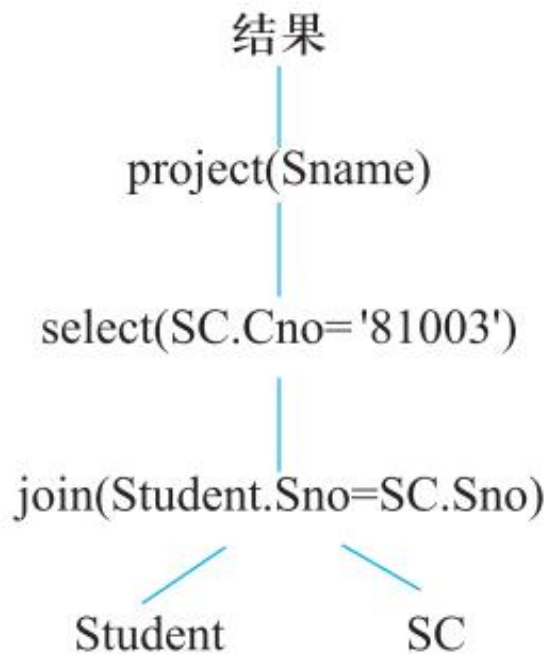 结果
project(Sname)
select(SC.Cno='81003')
join(Student.Sno=SC.Sno)
Student SC